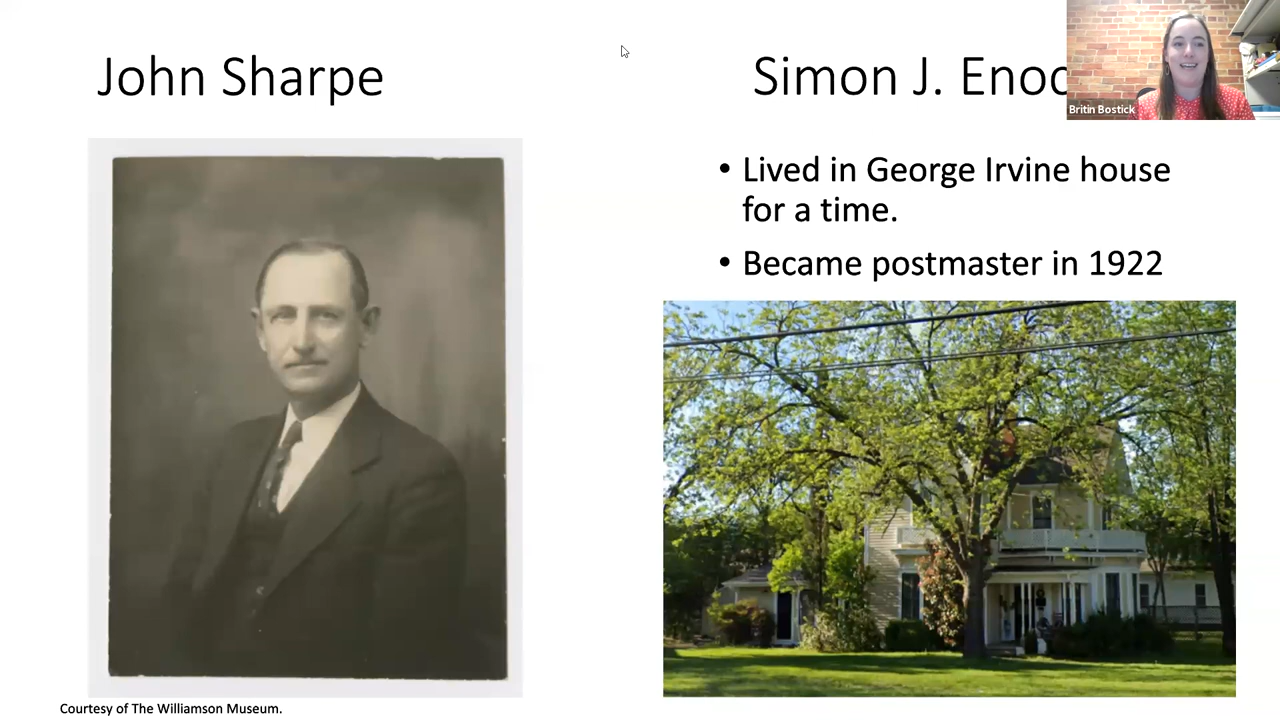 John Sharpe
Simon J. Enoc
Britin Bostick
• Lived in George Irvine house
for a time.
• Became postmaster in 1922
Courtesy of The Williamson Museum.